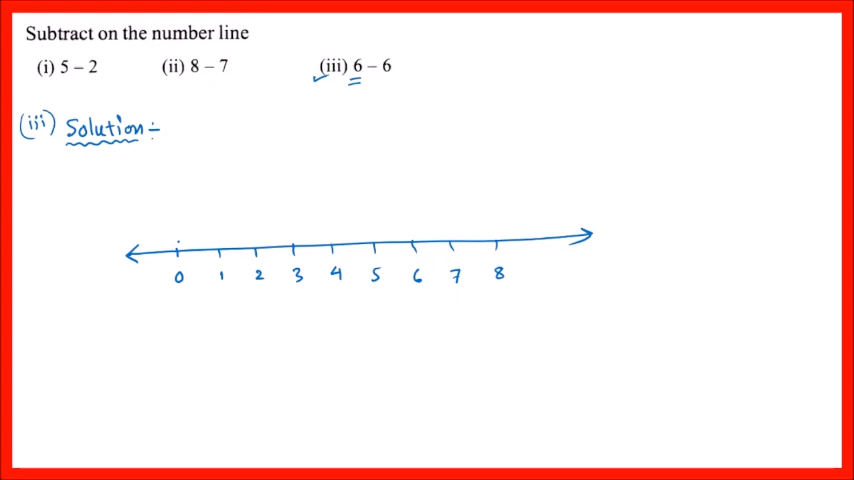 Subtract on the number line
(i) 5 – 2 (ii) 8 – 7 (iii) 6 – 6
(iii) Solution :-
0 1 2 3 4 5 6 7 8